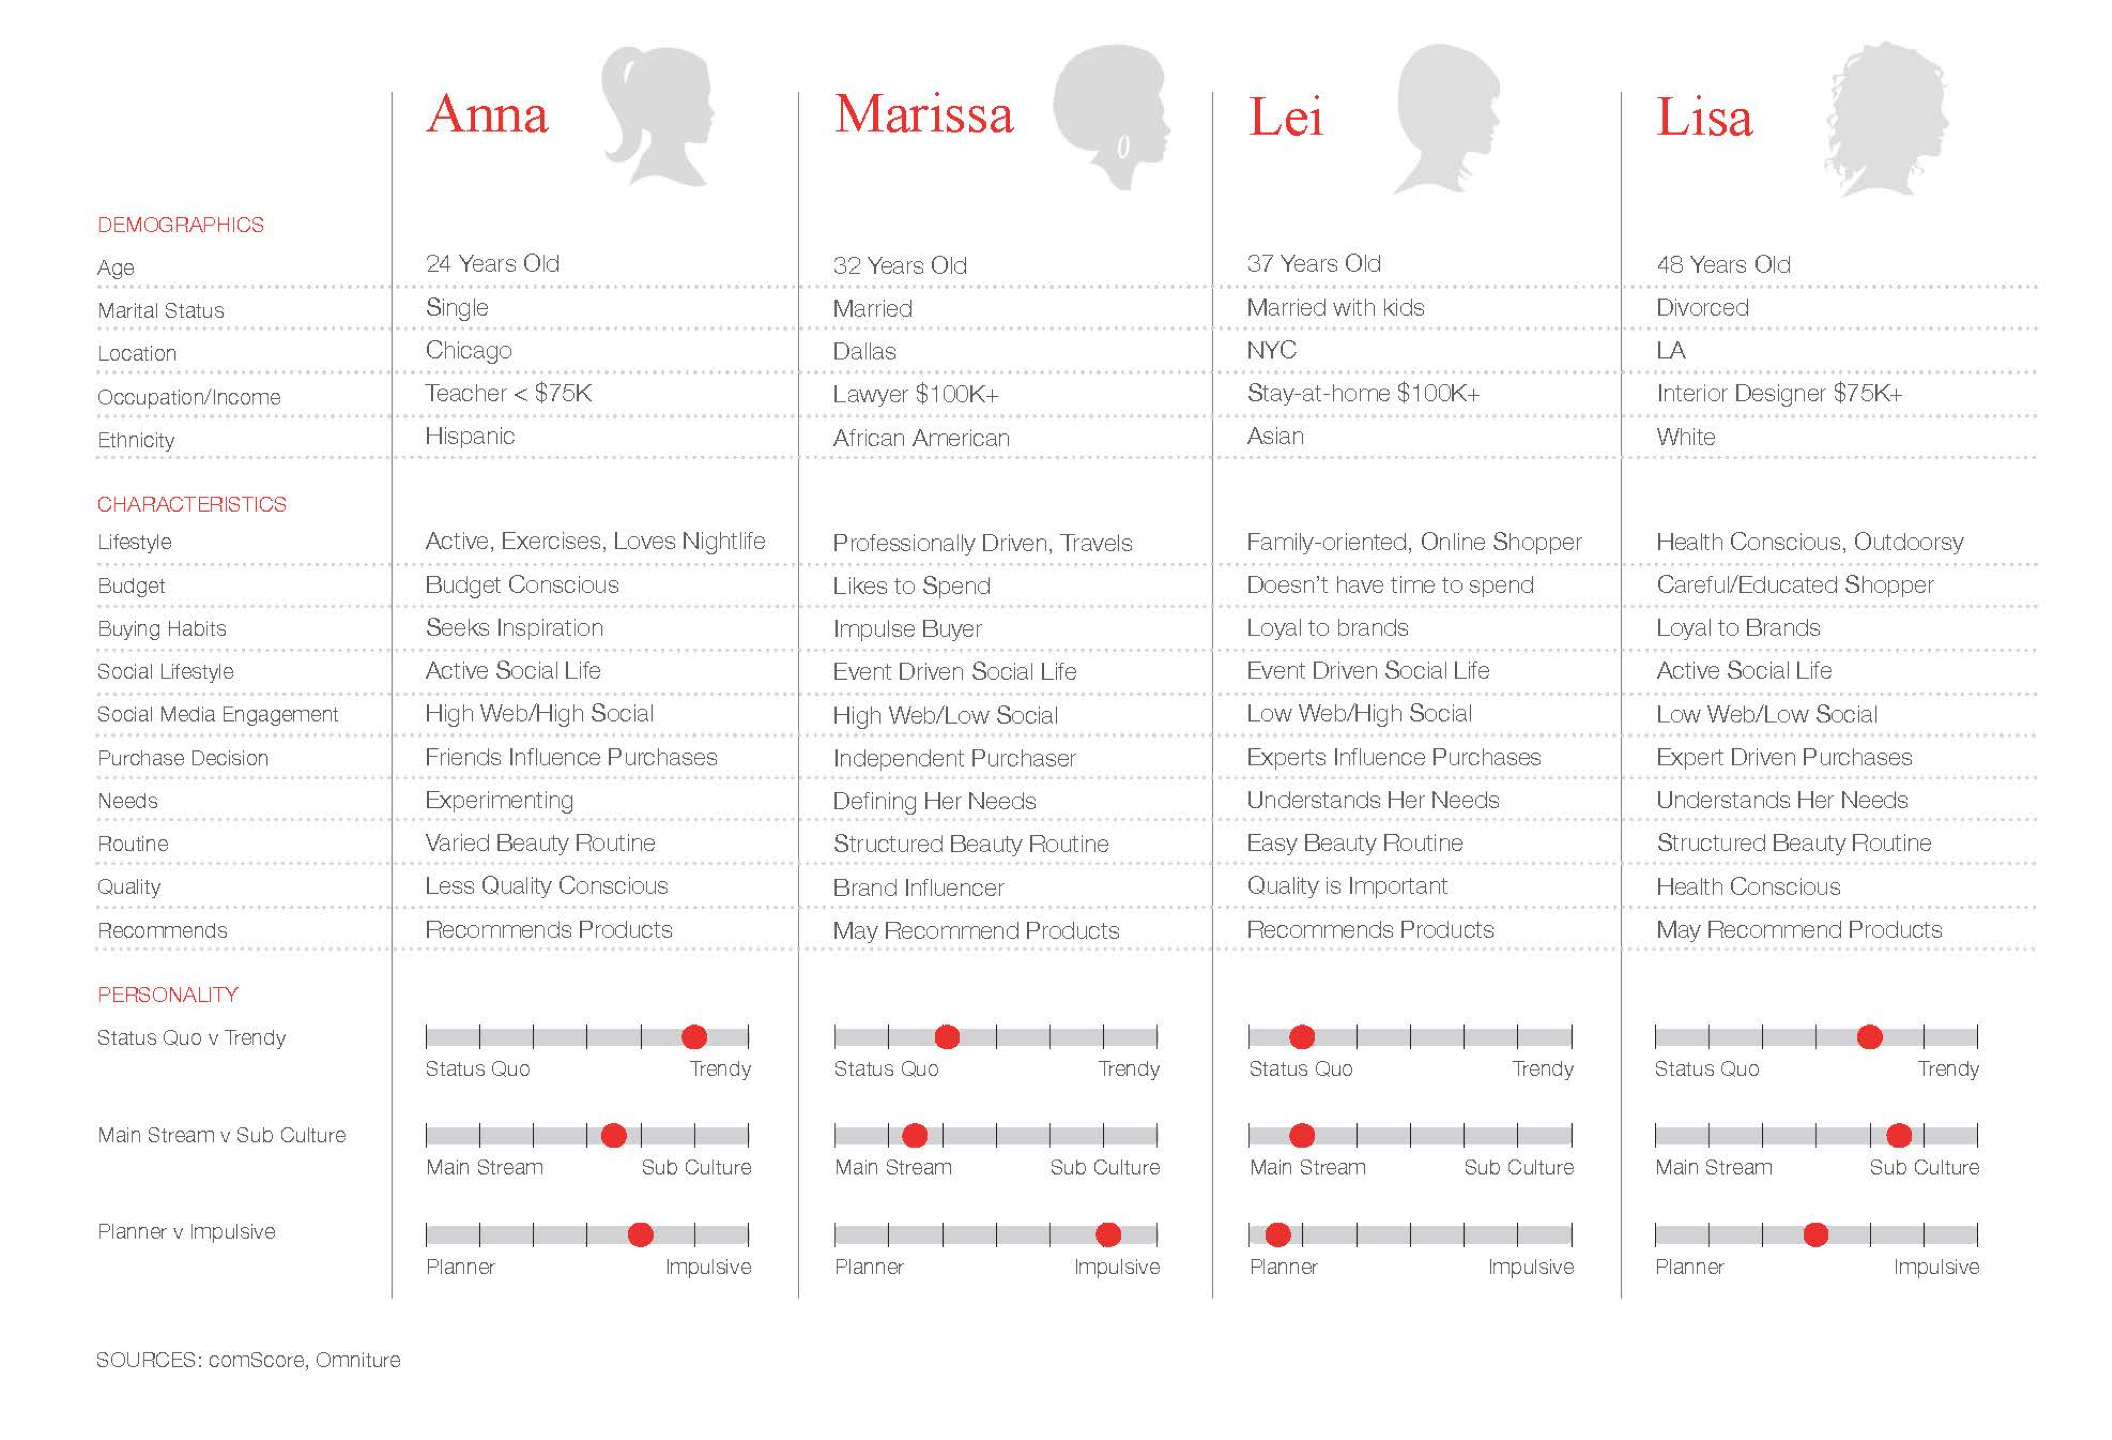 Anna Marissa Lei Lisa
DEMOGRAPHICS
Age 24 Years Old 32 Years Old 37 Years Old 48 Years Old
Marital Status Single Married Married with kids Divorced
Location Chicago Dallas NYC LA
Occupation/Income Teacher < $75K Lawyer $100K+ Stay-at-home $100K+ Interior Designer $75K+
Ethnicity Hispanic African American Asian White
CHARACTERISTICS
Lifestyle Active, Exercises, Loves Nightlife Professionally Driven, Travels Family-oriented, Online Shopper Health Conscious, Outdoorsy
Budget Budget Conscious Likes to Spend Doesn't have time to spend Careful/Educated Shopper
Buying Habits Seeks Inspiration Impulse Buyer Loyal to brands Loyal to Brands
Social Lifestyle Active Social Life Event Driven Social Life Event Driven Social Life Active Social Life
Social Media Engagement High Web/High Social High Web/Low Social Low Web/High Social Low Web/Low Social
Purchase Decision Friends Influence Purchases Independent Purchaser Experts Influence Purchases Expert Driven Purchases
Needs Experimenting Defining Her Needs Understands Her Needs Understands Her Needs
Routine Varied Beauty Routine Structured Beauty Routine Easy Beauty Routine Structured Beauty Routine
Quality Less Quality Conscious Brand Influencer Quality is Important Health Conscious
Recommends Recommends Products May Recommend Products Recommends Products May Recommend Products
PERSONALITY
Status Quo v Trendy
Status Quo Trendy Status Quo Trendy Status Quo Trendy Status Quo Trendy
Main Stream v Sub Culture
Main Stream Sub Culture Main Stream Sub Culture Main Stream Sub Culture Main Stream Sub Culture
Planner v Impulsive
Planner Impulsive Planner Impulsive Planner Impulsive Planner Impulsive
SOURCES: comScore, Omniture